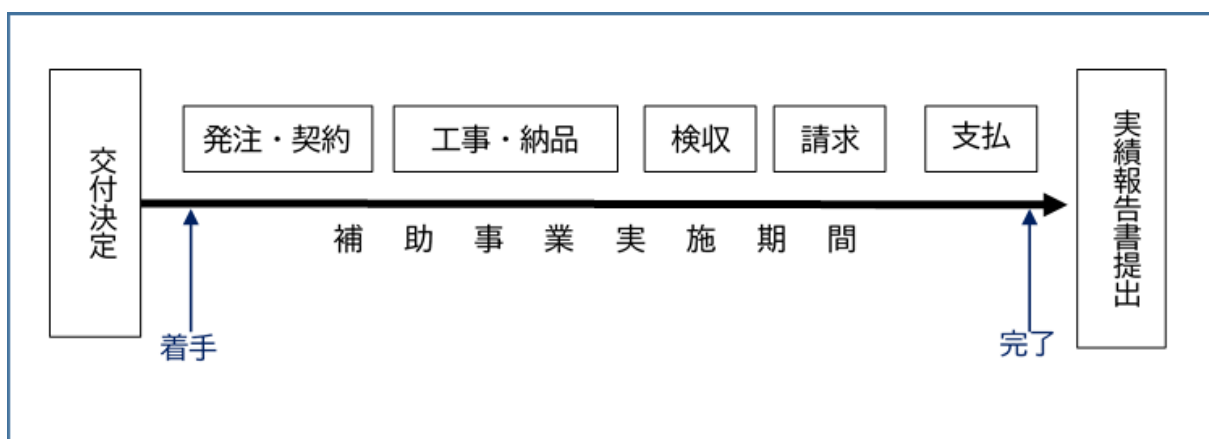 交付決定
発注・契約
工事・納品
検収
請求
支払
補助事業実施期間
着手
完了
実績報告書提出